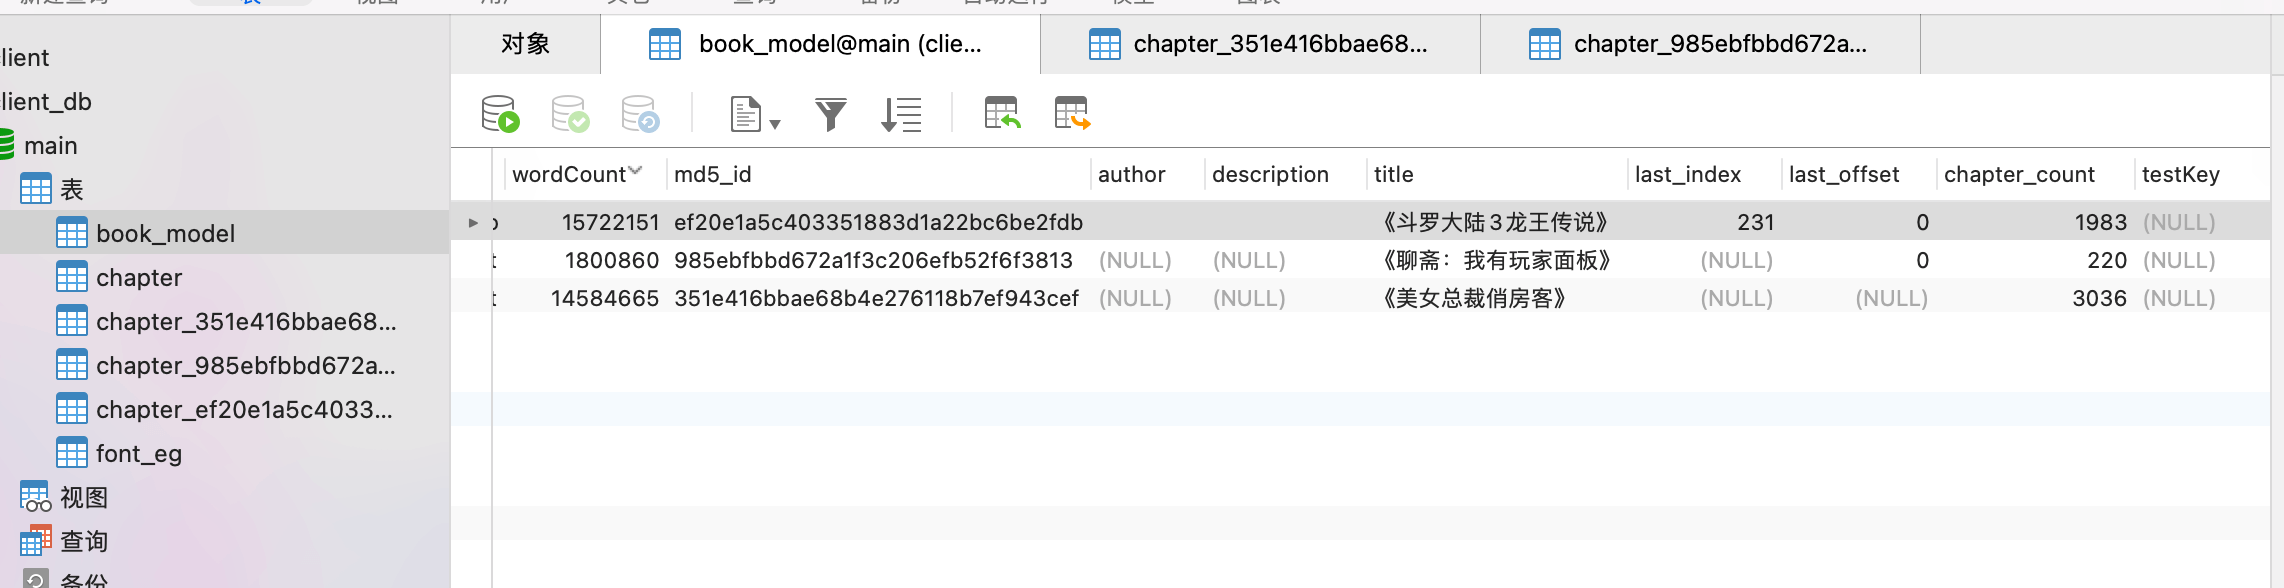 对象
book_model@main (clie...
chapter_351e416bbae68...
chapter_985ebfbbd672a...
lient
lient_db
main
表
book_model
chapter
chapter_351e416bbae68...
chapter_985ebfbbd672a...
chapter_ef20e1a5c4033...
font_eg
视图
查询
备份
wordCount md5_id author description title last_index last_offset chapter_count testKey
15722151 ef20e1a5c403351883d1a22bc6be2fdb 《斗罗大陆3龙王传说》 231 0 1983 (NULL)
t 1800860 985ebfbbd672a1f3c206efb52f6f3813 (NULL) (NULL) 《聊斋：我有玩家面板》 (NULL) 0 220 (NULL)
t 14584665 351e416bbae68b4e276118b7ef943cef (NULL) (NULL) 《美女总裁俏房客》 (NULL) (NULL) 3036 (NULL)